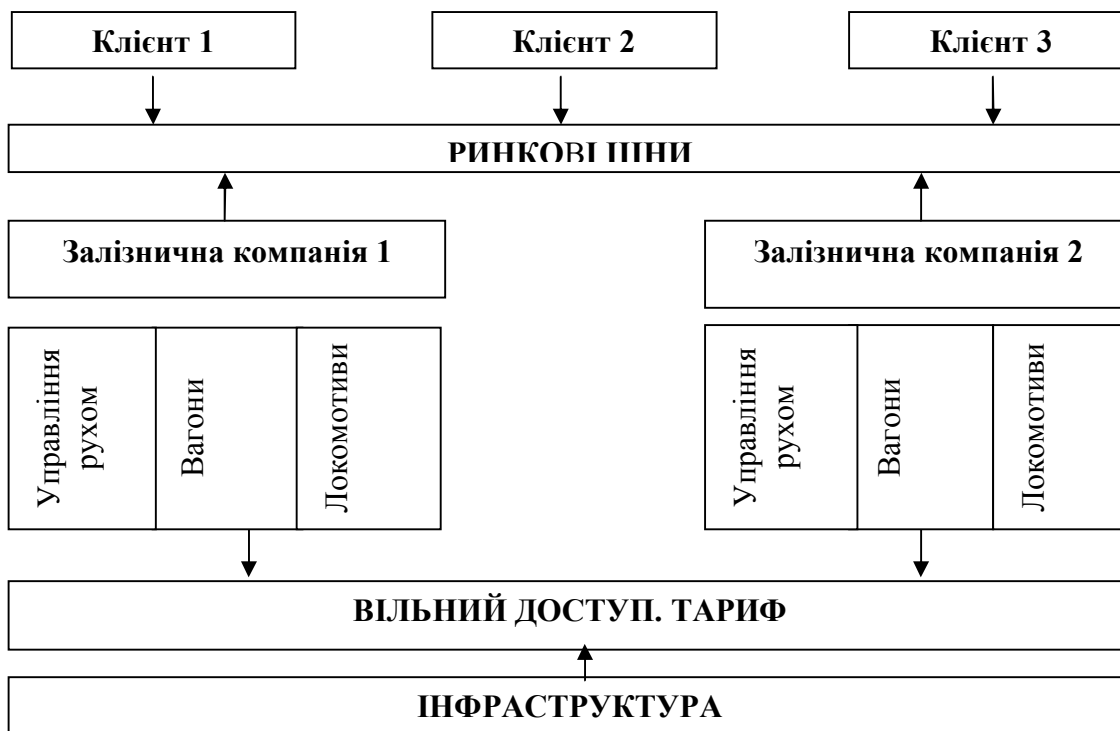 Клієнт 1
Клієнт 2
Клієнт 3
РИНКОВІ ЦІНИ
Залізнична компанія 1
Залізнична компанія 2
Управління
рухом
Вагони
Локомотиви
Управління
рухом
Вагони
Локомотиви
ВІЛЬНИЙ ДОСТУП. ТАРИФ
ІНФРАСТРУКТУРА